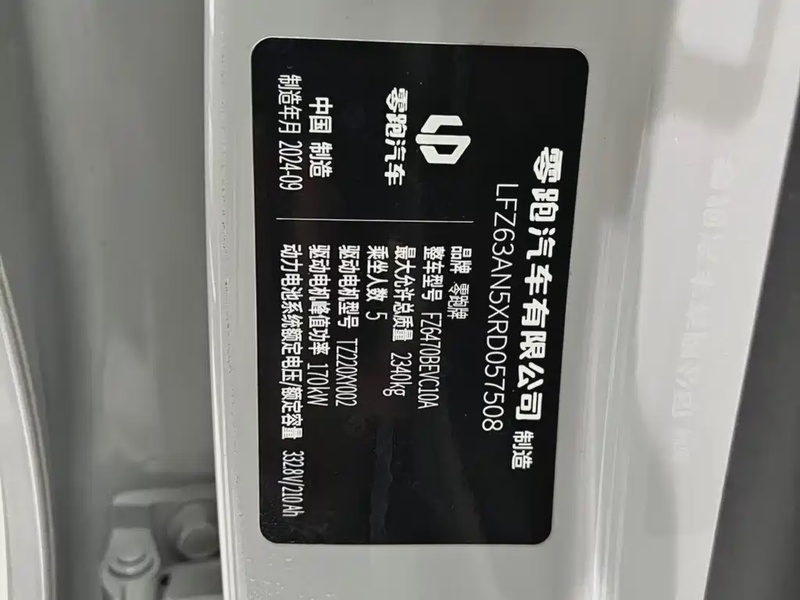 零跑汽车有限公司 制造
LFZ63AN5XRD057508
零跑汽车
中国 制造
制造年月 2024-09
品牌 零跑牌
整车型号 FZ6470BEVC10A
最大允许总质量 2340kg
乘坐人数 5
驱动电机型号 TZ220XY002
驱动电机峰值功率 170kW
动力电池系统额定电压/额定容量 332.8V/210Ah